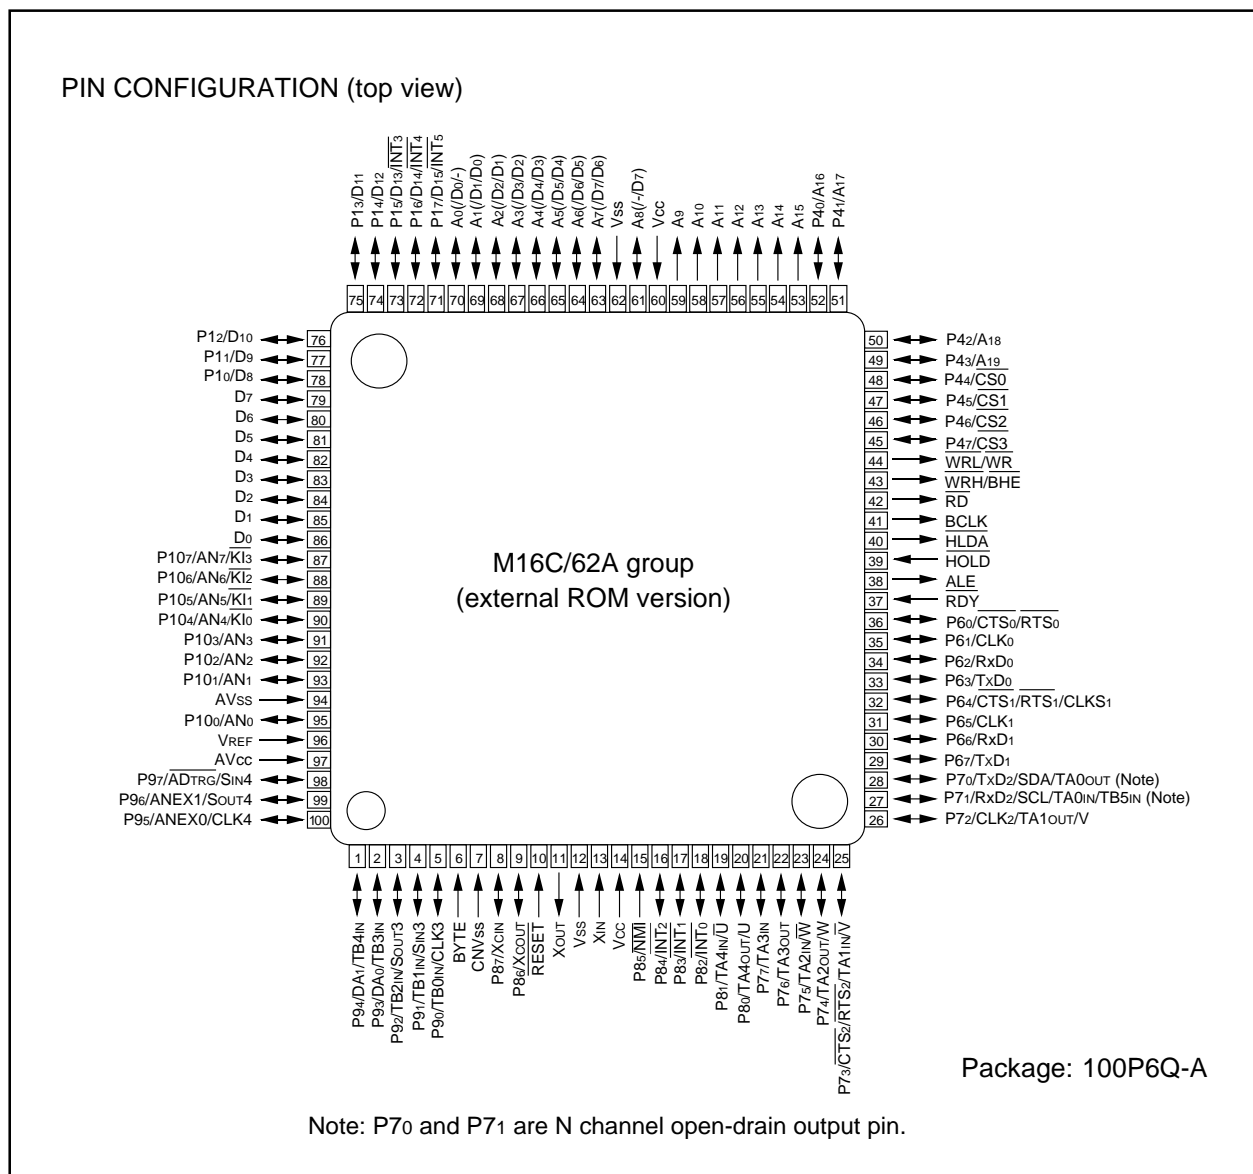 PIN CONFIGURATION (top view)
P13/D11
P14/D12
P15/D13/INT3
P16/D14/INT4
P17/D15/INT5
A0(/D0/-)
A1(/D1/D0)
A2(/D2/D1)
A3(/D3/D2)
A4(/D4/D3)
A5(/D5/D4)
A6(/D6/D5)
A7(/D7/D6)
Vss
A8(/-/D7)
Vcc
A9
A10
A11
A12
A13
A14
A15
P40/A16
P41/A17
75 74 73 72 71 70 69 68 67 66 65 64 63 62 61 60 59 58 57 56 55 54 53 52 51
P12/D10 76
P11/D9 77
P10/D8 78
D7 79
D6 80
D5 81
D4 82
D3 83
D2 84
D1 85
D0 86
P107/AN7/KI3 87
P106/AN6/KI2 88
P105/AN5/KI1 89
P104/AN4/KI0 90
P103/AN3 91
P102/AN2 92
P101/AN1 93
AVSS 94
P100/AN0 95
VREF 96
AVcc 97
P97/ADTRG/SIN4 98
P96/ANEX1/SOUT4 99
P95/ANEX0/CLK4 100
M16C/62A group
(external ROM version)
50 P42/A18
49 P43/A19
48 P44/CS0
47 P45/CS1
46 P46/CS2
45 P47/CS3
44 WRL/WR
43 WRH/BHE
42 RD
41 BCLK
40 HLDA
39 HOLD
38 ALE
37 RDY
36 P60/CTS0/RTS0
35 P61/CLK0
34 P62/RxD0
33 P63/TxD0
32 P64/CTS1/RTS1/CLKS1
31 P65/CLK1
30 P66/RxD1
29 P67/TxD1
28 P70/TxD2/SDA/TA0OUT (Note)
27 P71/RxD2/SCL/TA0IN/TB5IN (Note)
26 P72/CLK2/TA1OUT/V
1 2 3 4 5 6 7 8 9 10 11 12 13 14 15 16 17 18 19 20 21 22 23 24 25
P94/DA1/TB4IN
P93/DA0/TB3IN
P92/TB2IN/SOUT3
P91/TB1IN/SIN3
P90/TB0IN/CLK3
BYTE
CNVss
P87/XCIN
P86/XCOUT
RESET
XOUT
Vss
XIN
Vcc
P85/NMI
P84/INT2
P83/INT1
P82/INT0
P81/TA4IN/U
P80/TA4OUT/U
P77/TA3IN
P76/TA3OUT
P75/TA2IN/W
P74/TA2OUT/W
P73/CTS2/RTS2/TA1IN/V
Package: 100P6Q-A
Note: P70 and P71 are N channel open-drain output pin.